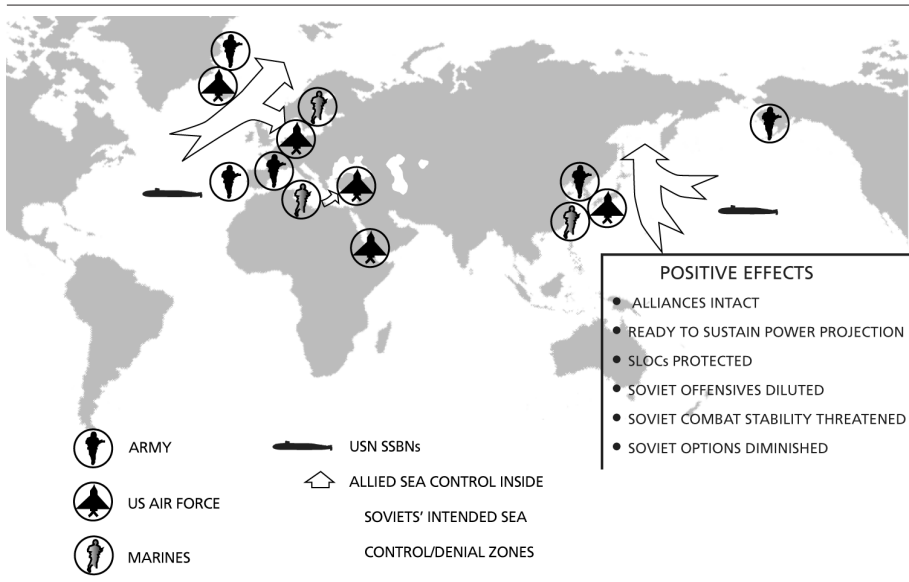 POSITIVE EFFECTS
• ALLIANCES INTACT
• READY TO SUSTAIN POWER PROJECTION
• SLOCs PROTECTED
• SOVIET OFFENSIVES DILUTED
• SOVIET COMBAT STABILITY THREATENED
• SOVIET OPTIONS DIMINISHED
ARMY
US AIR FORCE
MARINES
USN SSBNs
ALLIED SEA CONTROL INSIDE
SOVIETS' INTENDED SEA
CONTROL/DENIAL ZONES